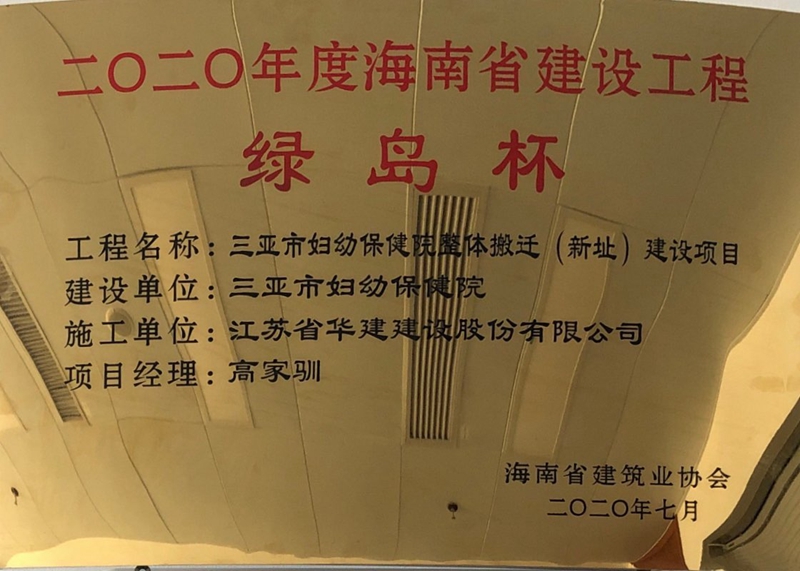 二〇二〇年度海南省建设工程
绿岛杯
工程名称：三亚市妇幼保健院整体搬迁（新址）建设项目
建设单位：三亚市妇幼保健院
施工单位：江苏省华建建设股份有限公司
项目经理：高家驯
海南省建筑业协会
二〇二〇年七月